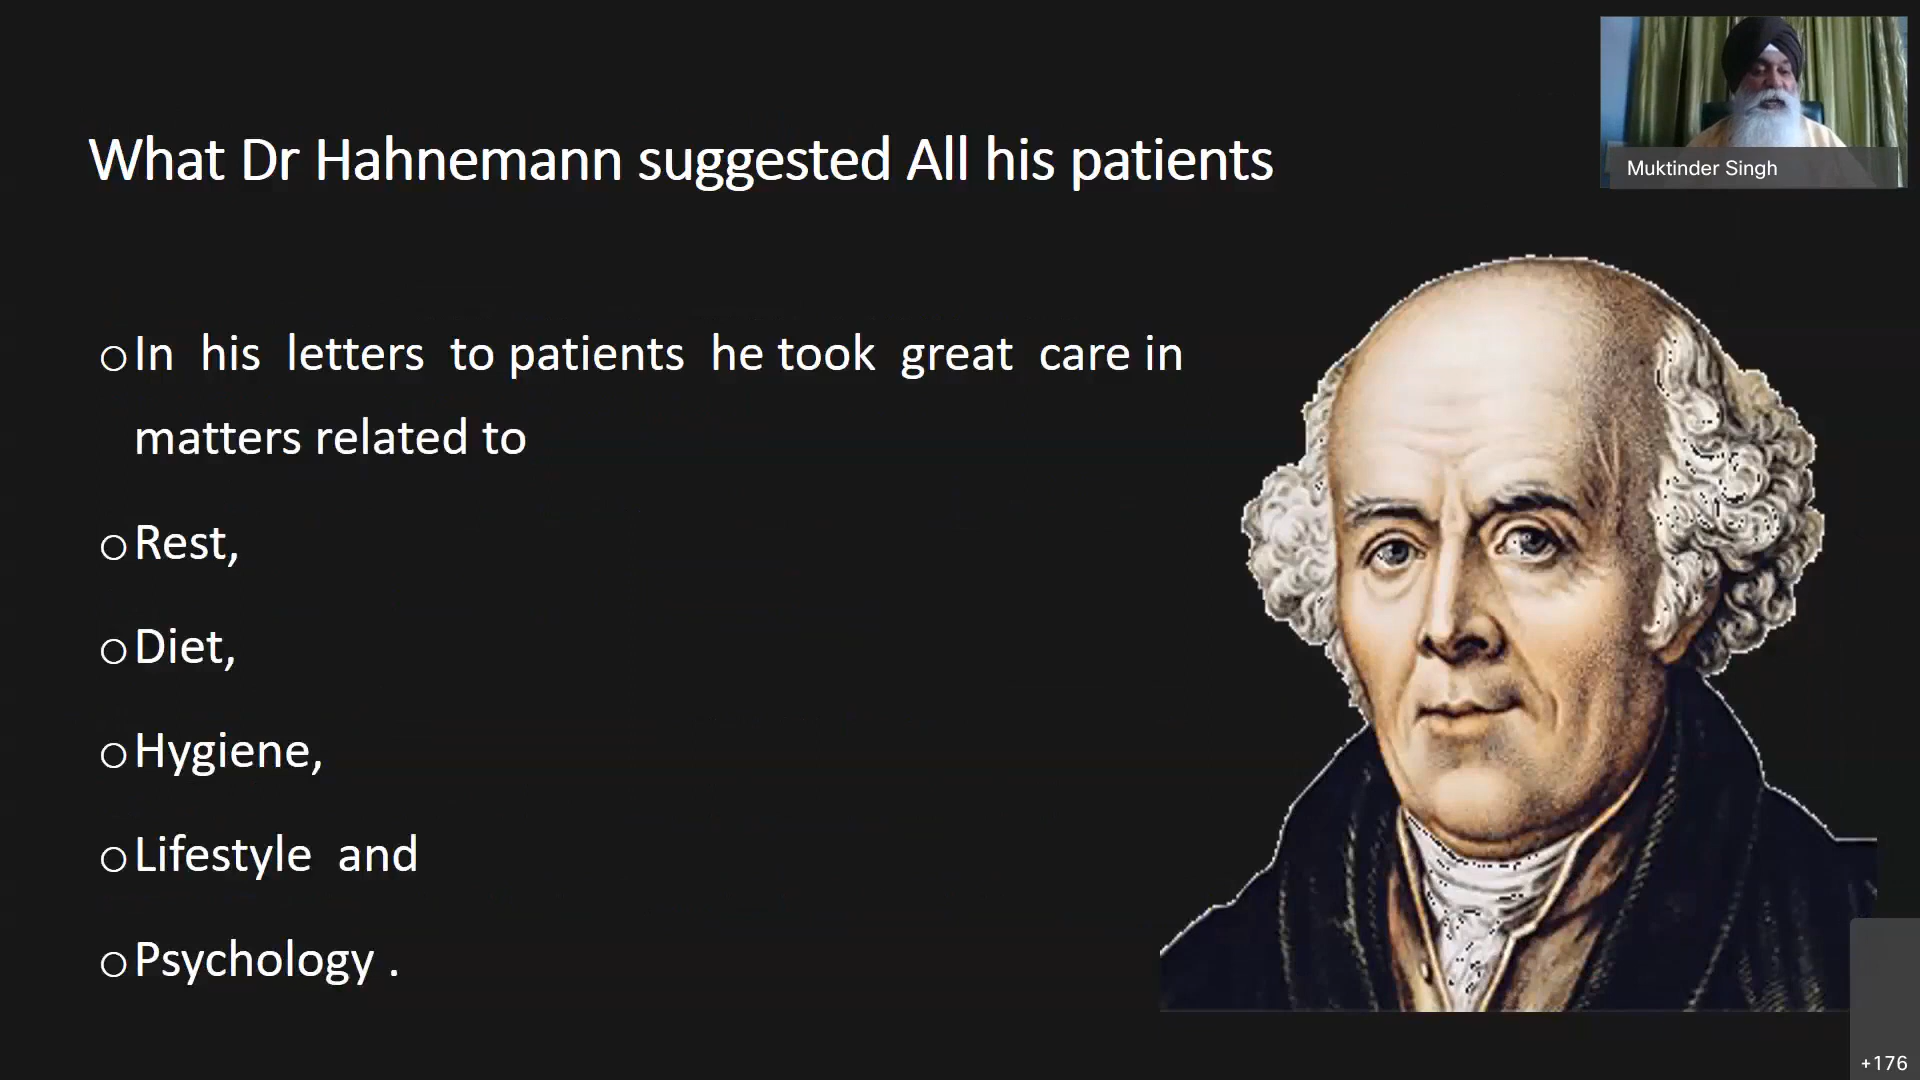 What Dr Hahnemann suggested All his patients
Muktinder Singh
In his letters to patients he took great care in
matters related to
Rest,
Diet,
Hygiene,
Lifestyle and
Psychology .
+176